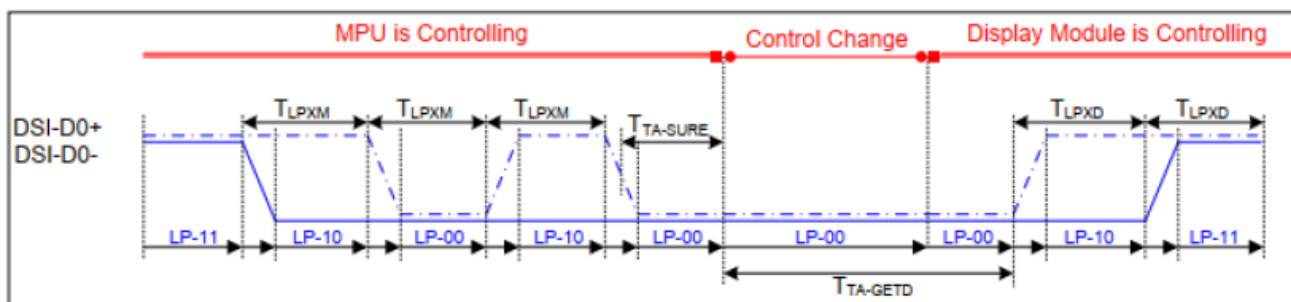 MPU is Controlling Control Change Display Module is Controlling
TLPXM TLPXM TLPXM TLPXD TLPXD
DSI-D0+ TTA-SURE
DSI-D0-
LP-11 LP-10 LP-00 LP-10 LP-00 LP-00 LP-00 LP-10 LP-11
TTA-GETD